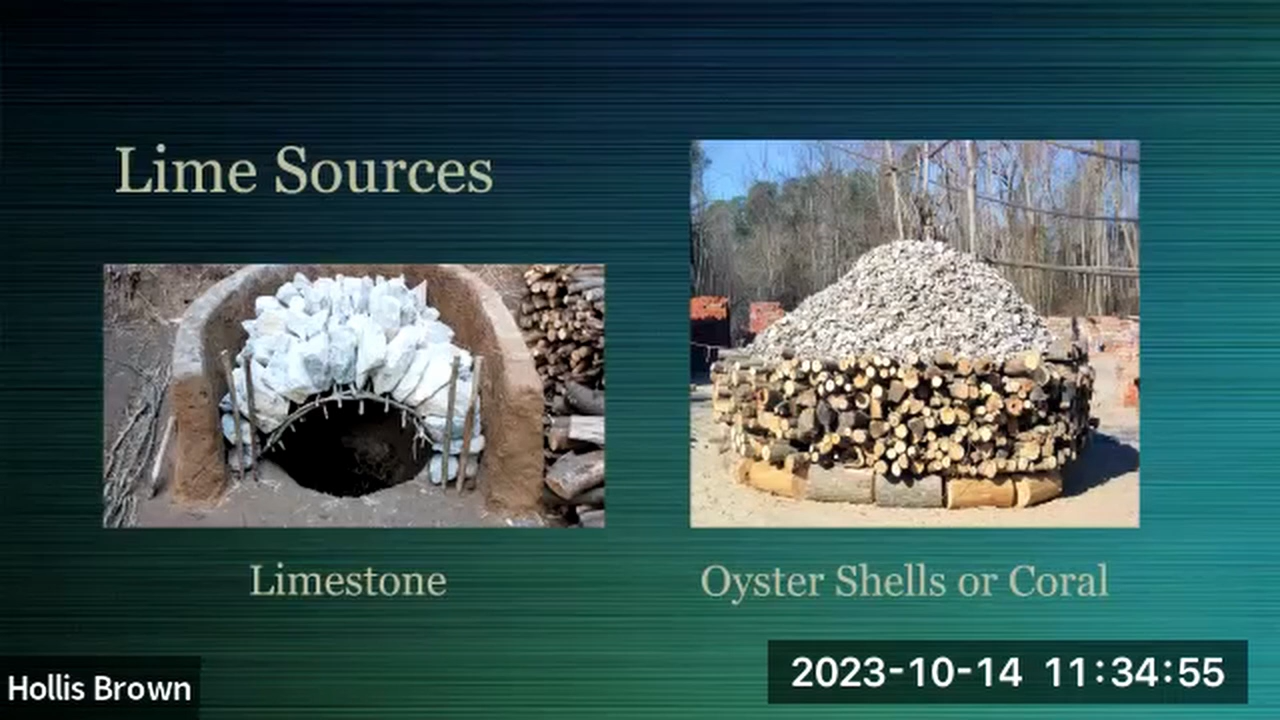 Lime Sources
Limestone
Oyster Shells or Coral
Hollis Brown
2023-10-14 11:34:55